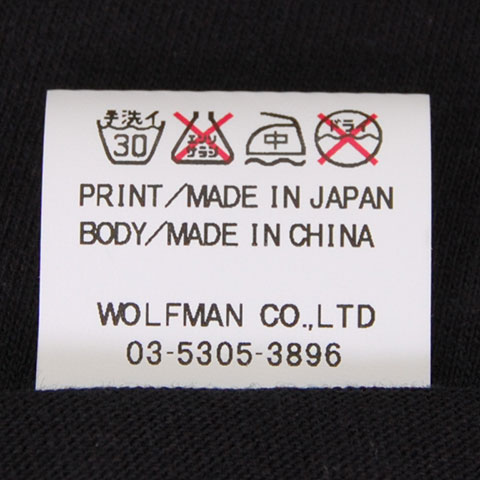 手洗イ エンソ 中 ドライ
30 サラシ
PRINT/MADE IN JAPAN
BODY/MADE IN CHINA
WOLFMAN CO.,LTD
03-5305-3896